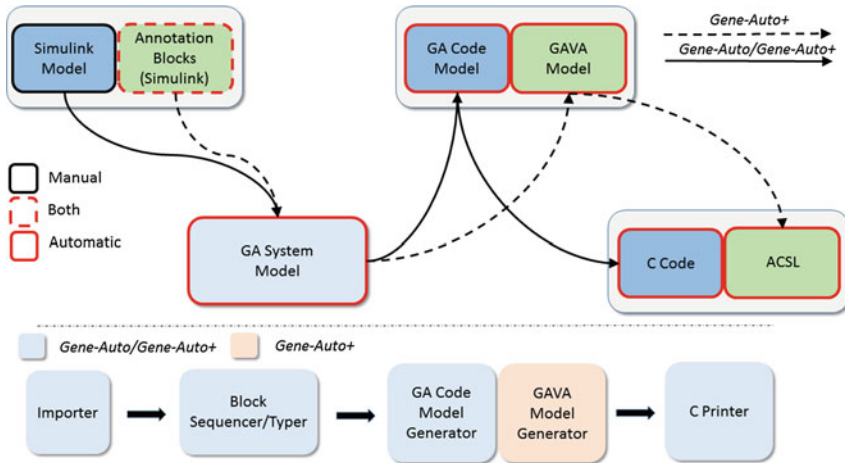 Simulink
Model
Annotation
Blocks
(Simulink)
GA Code
Model
GAVA
Model
Gene-Auto+
Gene-Auto/Gene-Auto+
Manual
Both
Automatic
GA System
Model
C Code
ACSL
Gene-Auto/Gene-Auto+
Gene-Auto+
Importer
Block
Sequencer/Typer
GA Code
Model
Generator
GAVA
Model
Generator
C Printer